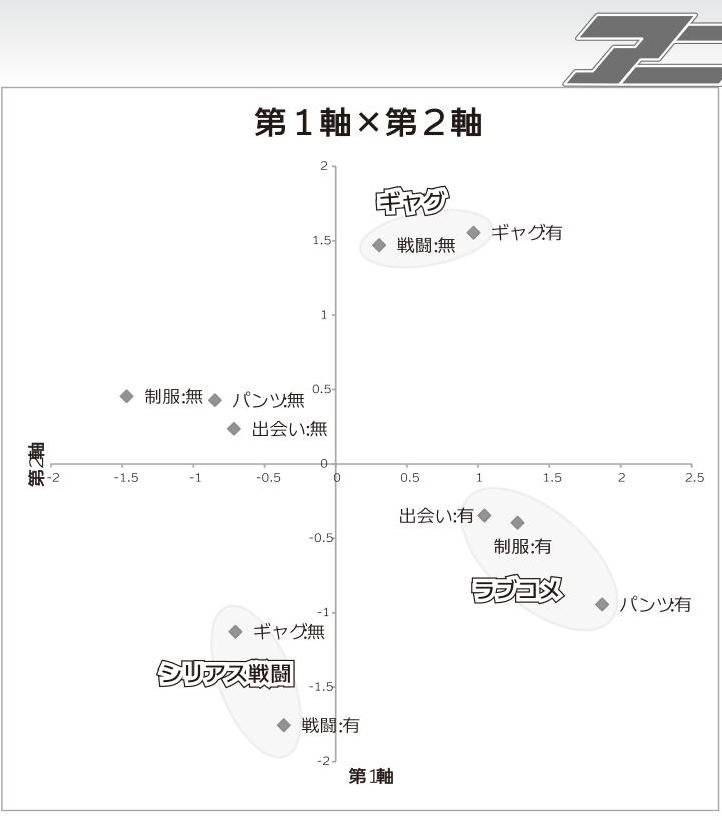 第1軸×第2軸
2
ギャグ
ギャグ:有
1.5
戦闘:無
1
制服:無
パンツ:無
0.5
出会い:無
第2軸
0
-2
-1.5
-1
-0.5
0
0.5
1
1.5
2
2.5
出会い:有
-0.5
制服:有
ラブコメ
パンツ:有
-1
ギャグ:無
シリアス戦闘
-1.5
戦闘:有
-2
第1軸